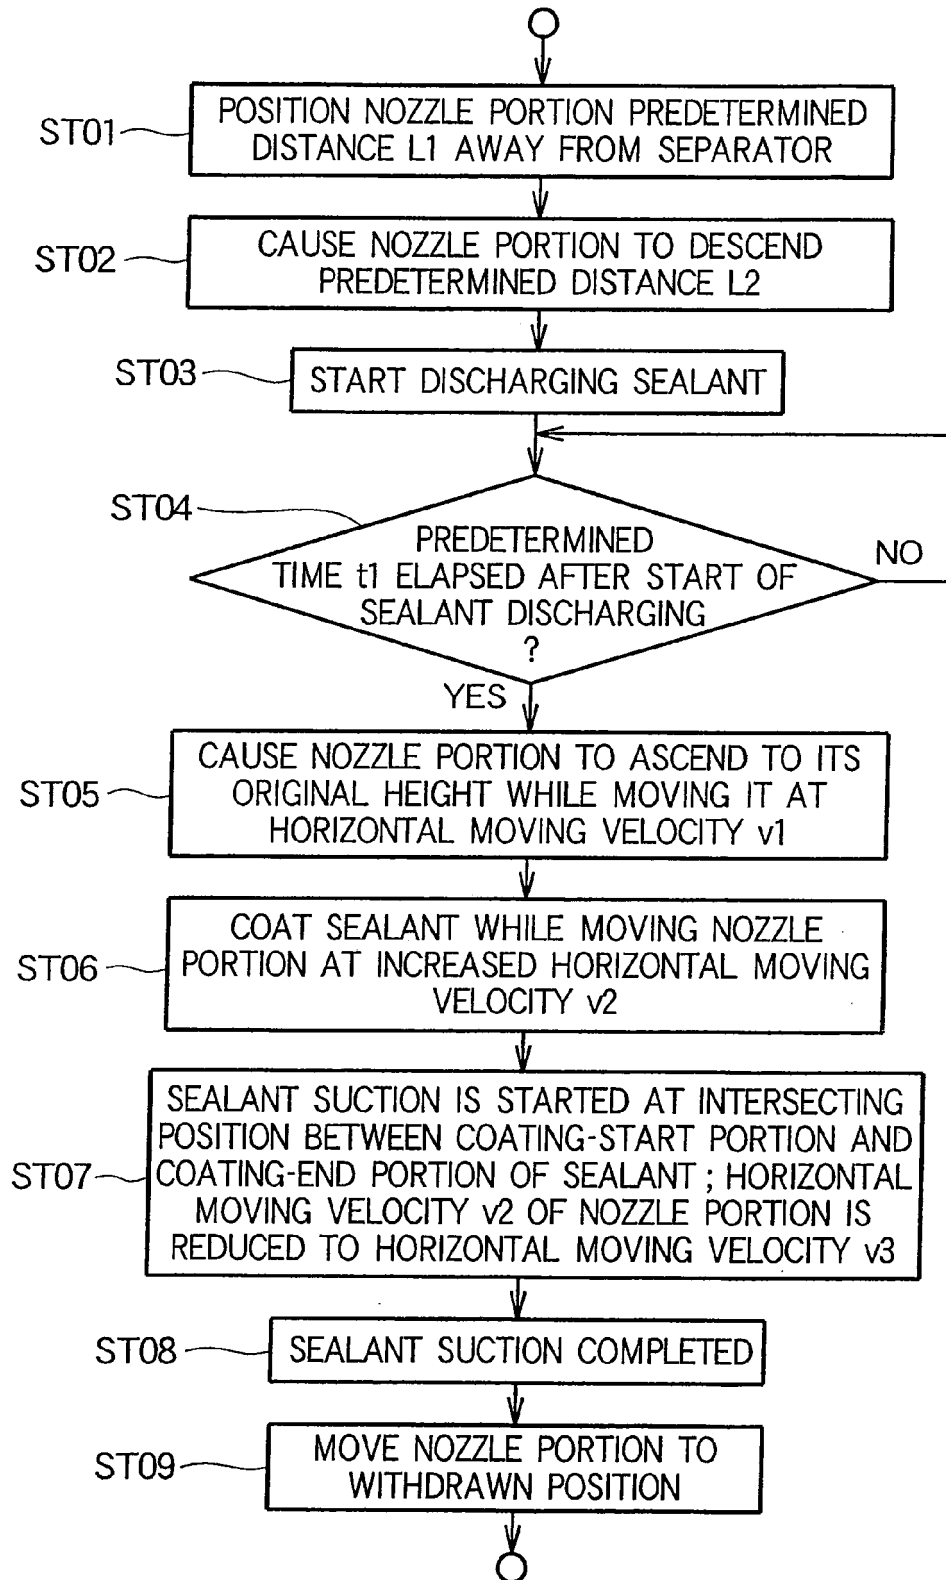 ST01
POSITION NOZZLE PORTION PREDETERMINED
DISTANCE L1 AWAY FROM SEPARATOR
ST02
CAUSE NOZZLE PORTION TO DESCEND
PREDETERMINED DISTANCE L2
ST03
START DISCHARGING SEALANT
ST04
PREDETERMINED
TIME t1 ELAPSED AFTER START OF
SEALANT DISCHARGING
?
NO
YES
ST05
CAUSE NOZZLE PORTION TO ASCEND TO ITS
ORIGINAL HEIGHT WHILE MOVING IT AT
HORIZONTAL MOVING VELOCITY v1
ST06
COAT SEALANT WHILE MOVING NOZZLE
PORTION AT INCREASED HORIZONTAL MOVING
VELOCITY v2
ST07
SEALANT SUCTION IS STARTED AT INTERSECTING
POSITION BETWEEN COATING-START PORTION AND
COATING-END PORTION OF SEALANT ; HORIZONTAL
MOVING VELOCITY v2 OF NOZZLE PORTION IS
REDUCED TO HORIZONTAL MOVING VELOCITY v3
ST08
SEALANT SUCTION COMPLETED
ST09
MOVE NOZZLE PORTION TO
WITHDRAWN POSITION